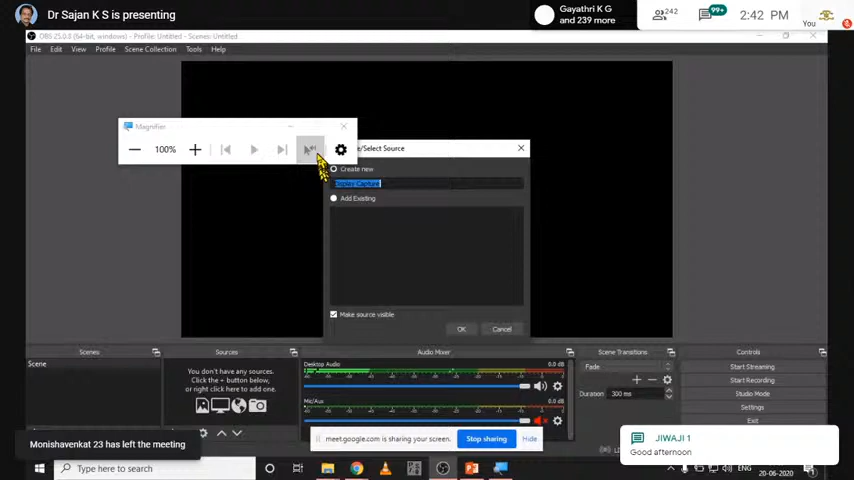 Dr Sajan K S is presenting
Gayathri K G
and 239 more
242
99+
2:42 PM
You
OBS 25.0.8 (64-bit, windows) - Profile: Untitled - Scenes: Untitled
File Edit View Profile Scene Collection Tools Help
Magnifier
100%
e/Select Source
Create new
Display Capture
Add Existing
Make source visible
OK Cancel
Scenes
Sources
Audio Mixer
Scene Transitions
Controls
Scene
You don't have any sources.
Click the + button below,
or right click here to add one.
Desktop Audio
0.0 dB
Mic/Aux
0.0 dB
Fade
Duration 300 ms
Start Streaming
Start Recording
Studio Mode
Settings
Exit
Monishavenkat 23 has left the meeting
meet.google.com is sharing your screen.
Stop sharing
Hide
JIWAJI 1
Good afternoon
Type here to search
ENG
20-06-2020